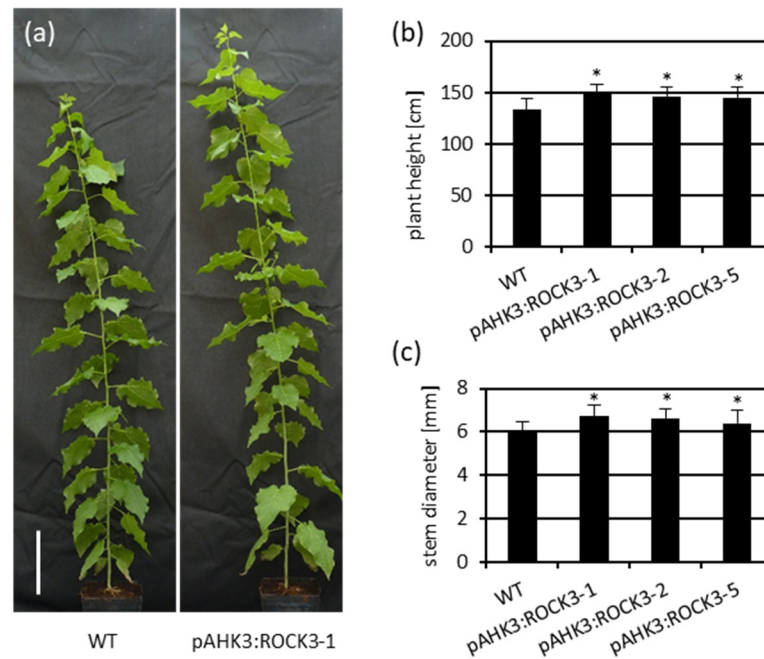 (a)
WT
pAHK3:ROCK3-1
(b)
plant height [cm]
200
150
100
50
0
* * *
WT
pAHK3:ROCK3-1
pAHK3:ROCK3-2
pAHK3:ROCK3-5
(c)
stem diameter [mm]
8
6
4
2
0
* * *
WT
pAHK3:ROCK3-1
pAHK3:ROCK3-2
pAHK3:ROCK3-5